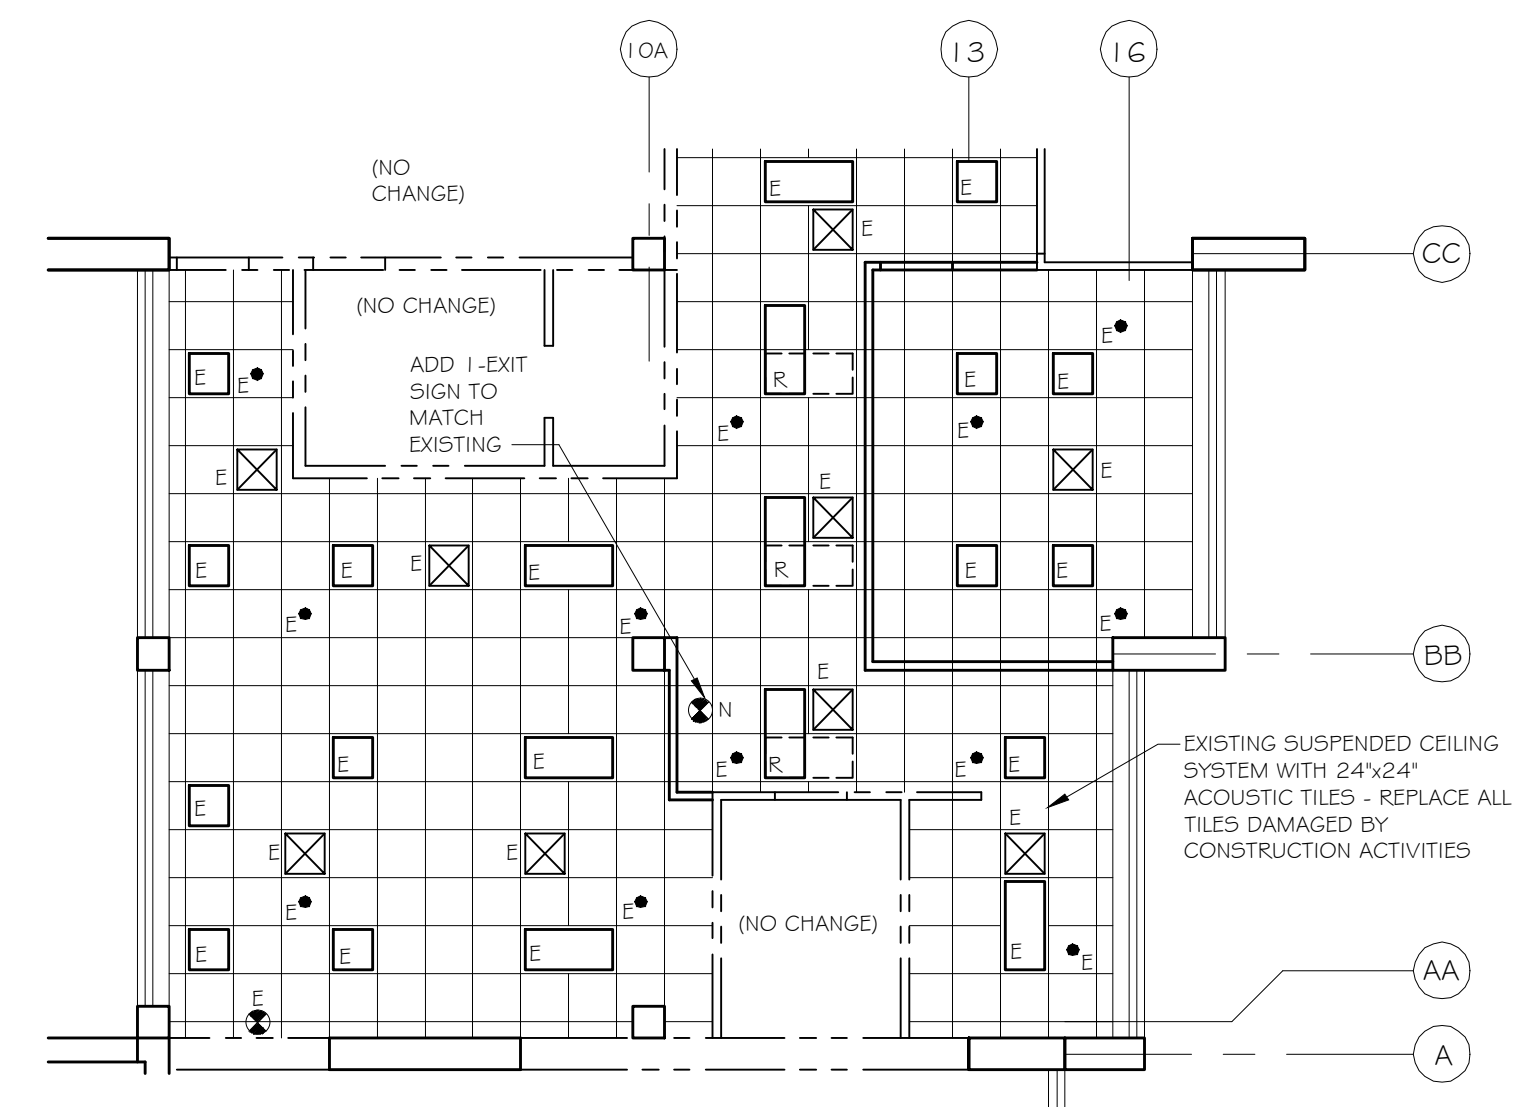 10A
13
16
(NO
CHANGE)
E
E
E
CC
(NO CHANGE)
E
ADD 1-EXIT
SIGN TO
MATCH
EXISTING
E
E
R
E
E
E
E
E
E
E
E
E
E
E
E
R
E
E
E
E
E
BB
E
N
EXISTING SUSPENDED CEILING
SYSTEM WITH 24"x24"
ACOUSTIC TILES - REPLACE ALL
TILES DAMAGED BY
CONSTRUCTION ACTIVITIES
E
E
E
R
E
E
E
E
E
E
E
E
(NO CHANGE)
E
E
E
E
E
AA
E
A